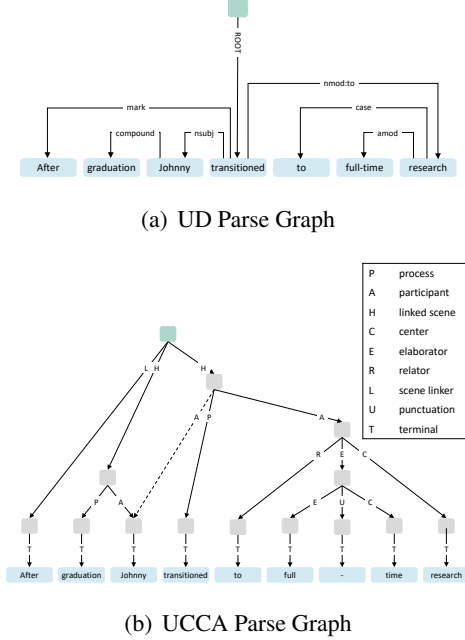 ROOT
nmod:to
mark
case
compound
nsubj
amod
After graduation Johnny transitioned to full-time research
(a) UD Parse Graph
P process
A participant
H linked scene
C center
E elaborator
R relator
L scene linker
U punctuation
T terminal
L H H
A P A
R E C
P A E U C
T T T T T T T T T
After graduation Johnny transitioned to full - time research
(b) UCCA Parse Graph